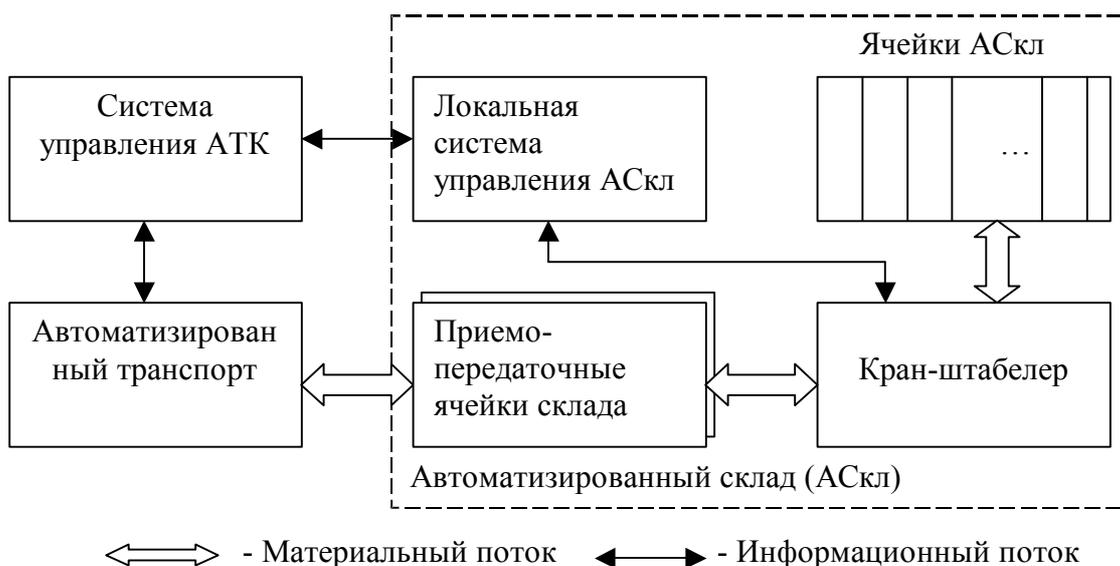 Ячейки АСкл
Система
управления АТК
Локальная
система
управления АСкл
...
Автоматизирован
ный транспорт
Приемо-
передаточные
ячейки склада
Кран-штабелер
Автоматизированный склад (АСкл)
- Материальный поток
- Информационный поток